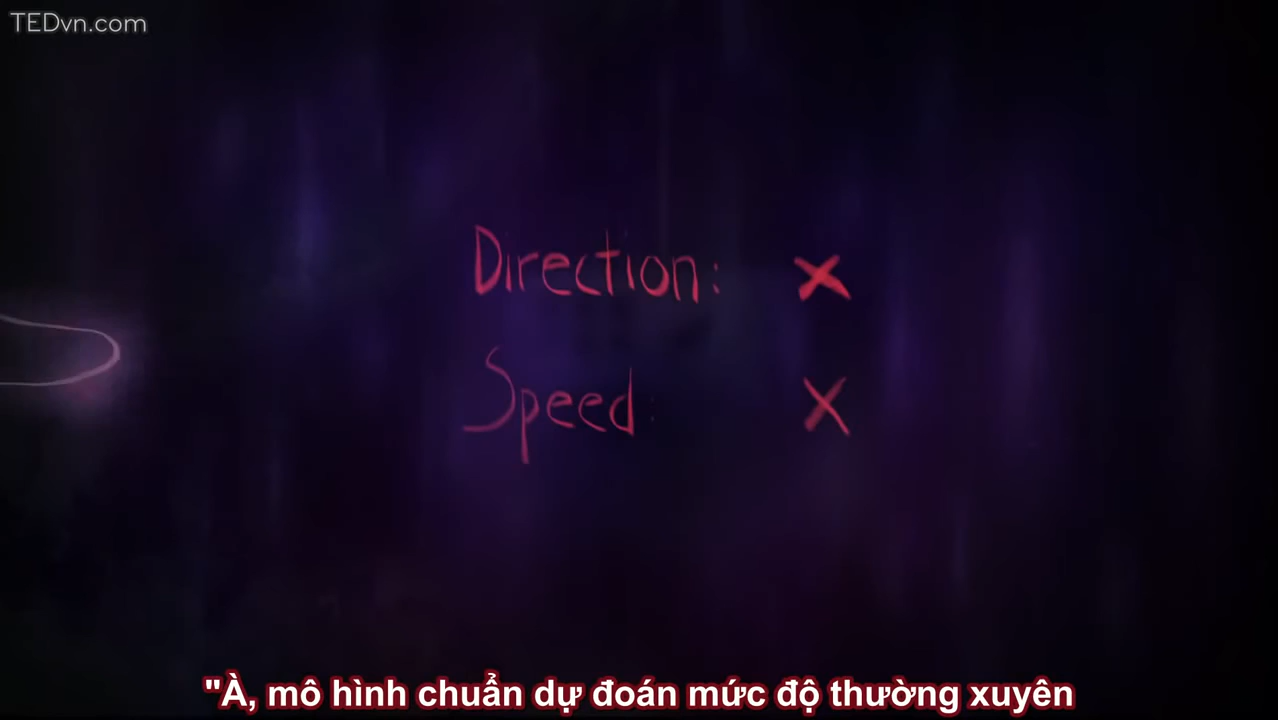 TEDvn.com
Direction: ×
Speed: ×
"À, mô hình chuẩn dự đoán mức độ thường xuyên